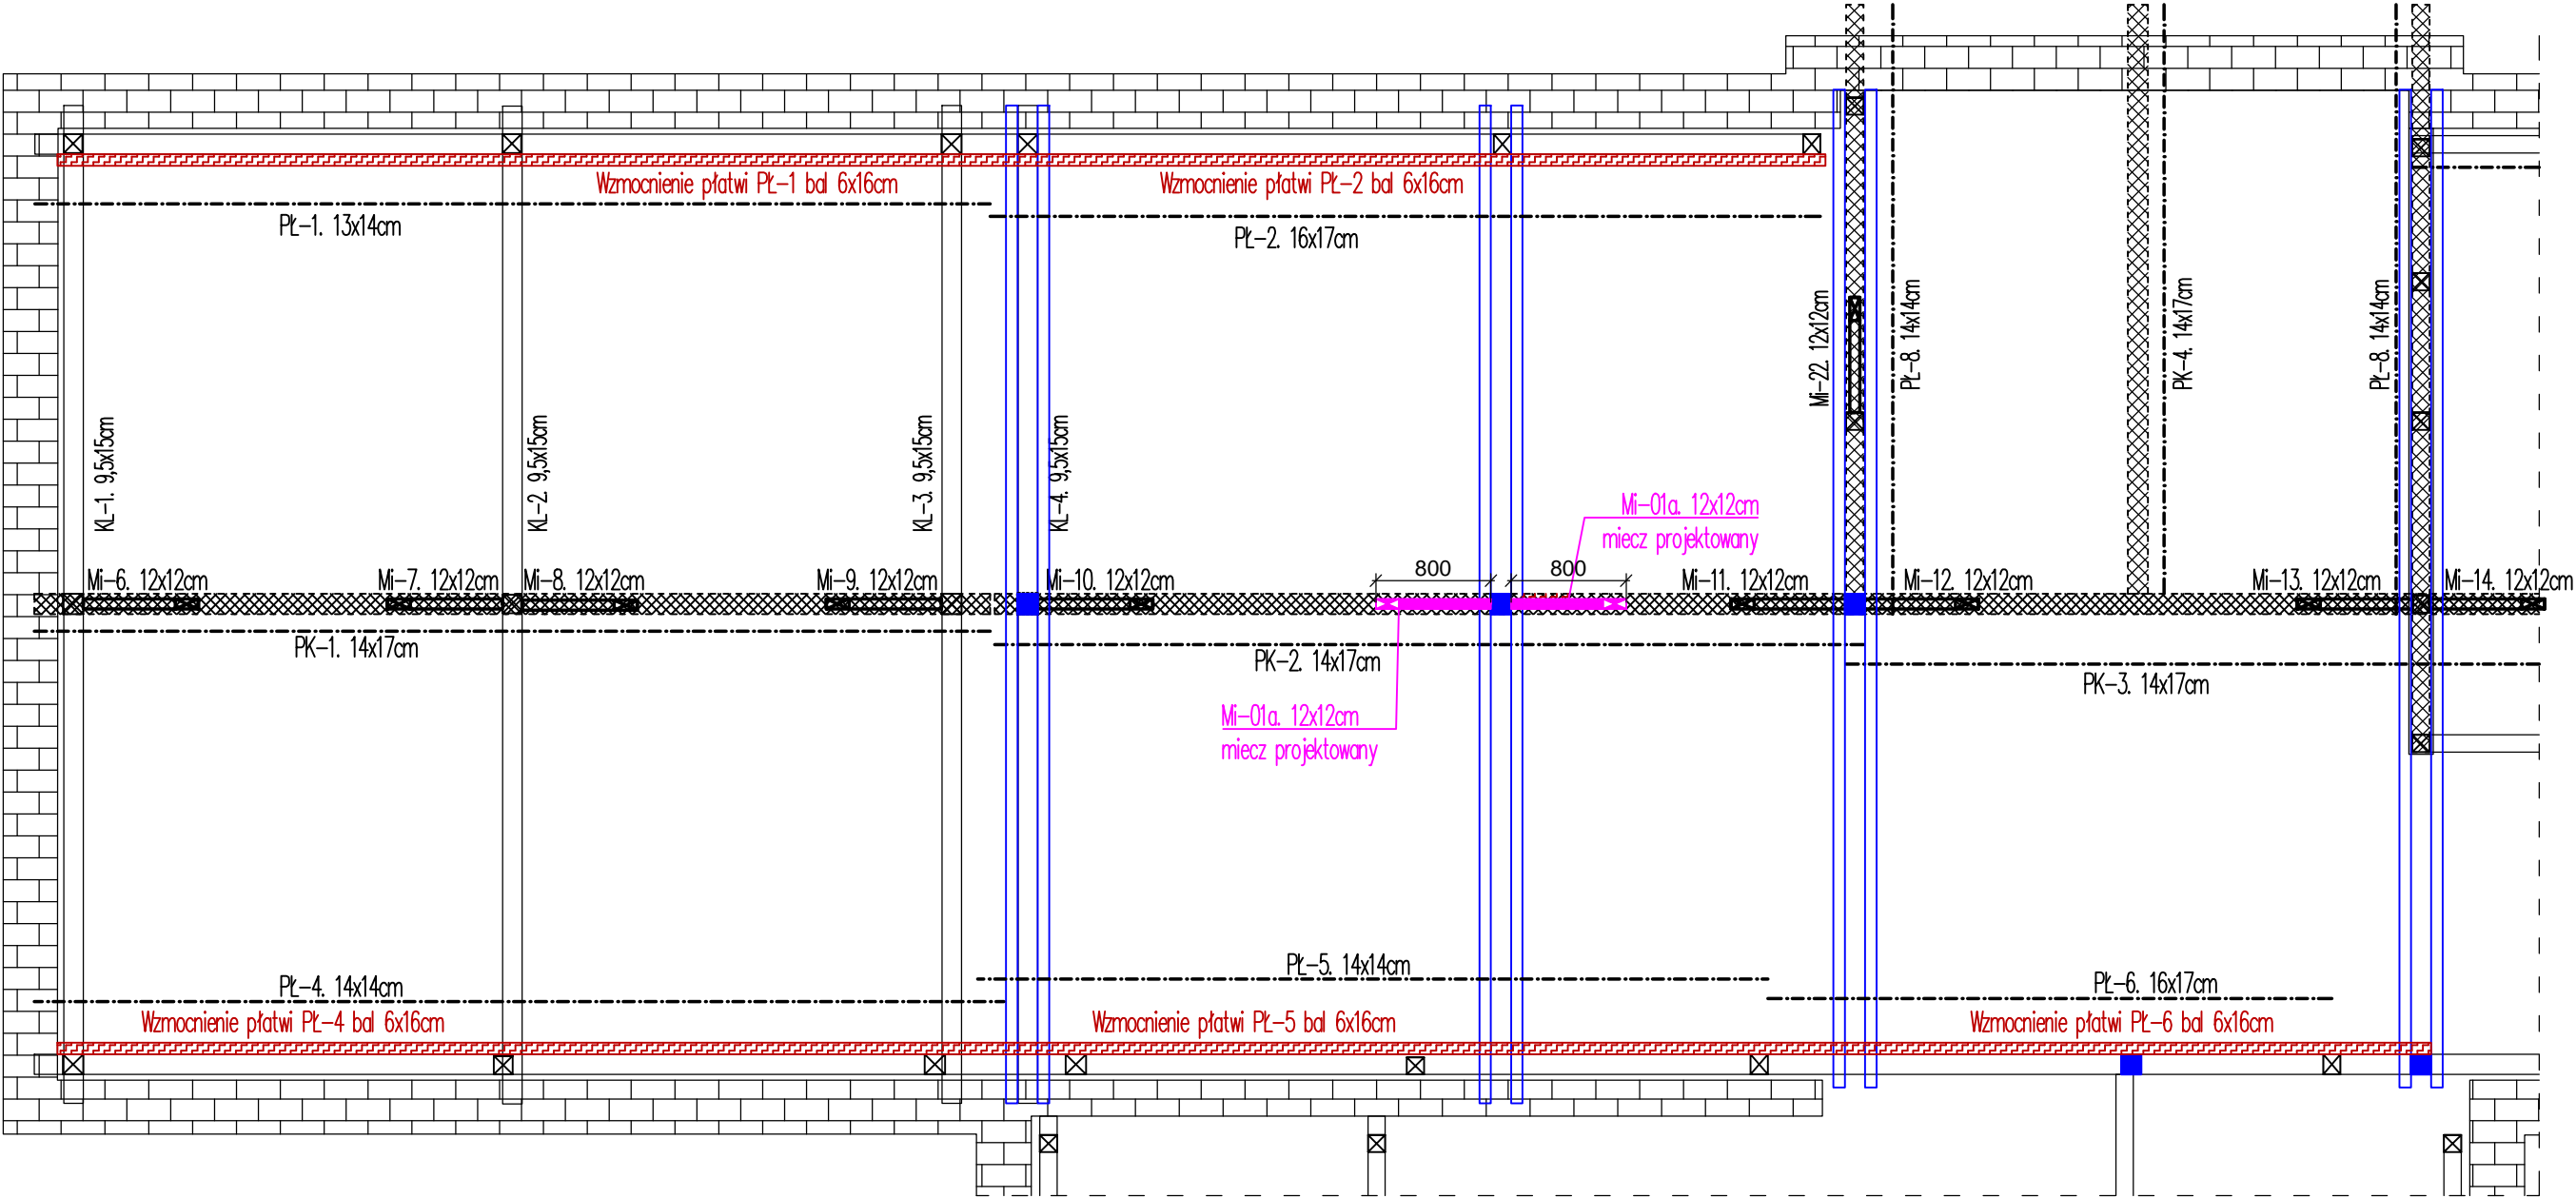 Wzmocnienie płatwi PŁ-1 bal 6x16cm
Wzmocnienie płatwi PŁ-2 bal 6x16cm
PŁ-1. 13x14cm
PŁ-2. 16x17cm
Mi-22. 12x12cm
PŁ-8. 14x14cm
PK-4. 14x17cm
PŁ-8. 14x14cm
KL-1. 9,5x15cm
KL-2. 9,5x15cm
KL-3. 9,5x15cm
KL-4. 9,5x15cm
Mi-01a. 12x12cm
miecz projektowany
800
800
Mi-6. 12x12cm
Mi-7. 12x12cm
Mi-8. 12x12cm
Mi-9. 12x12cm
Mi-10. 12x12cm
Mi-11. 12x12cm
Mi-12. 12x12cm
Mi-13. 12x12cm
Mi-14. 12x12cm
PK-1. 14x17cm
PK-2. 14x17cm
PK-3. 14x17cm
Mi-01a. 12x12cm
miecz projektowany
PŁ-4. 14x14cm
PŁ-5. 14x14cm
PŁ-6. 16x17cm
Wzmocnienie płatwi PŁ-4 bal 6x16cm
Wzmocnienie płatwi PŁ-5 bal 6x16cm
Wzmocnienie płatwi PŁ-6 bal 6x16cm